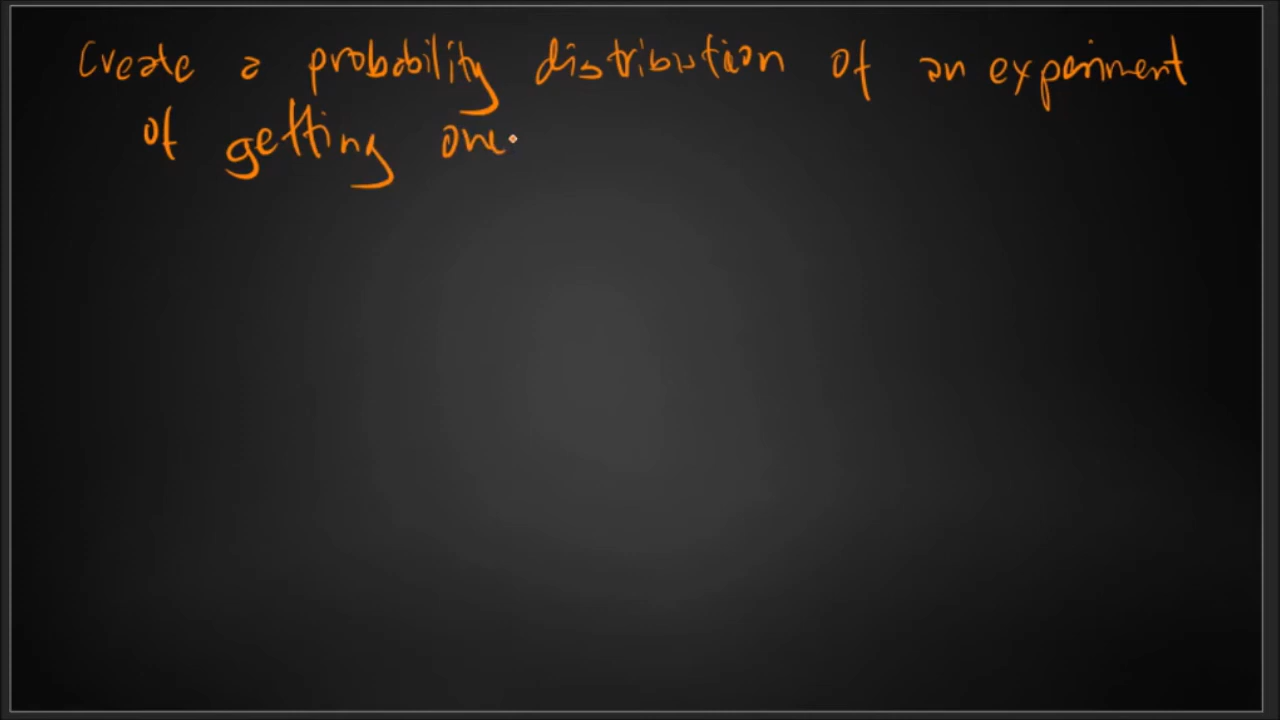 Create a probability distribution of an experiment
of getting one